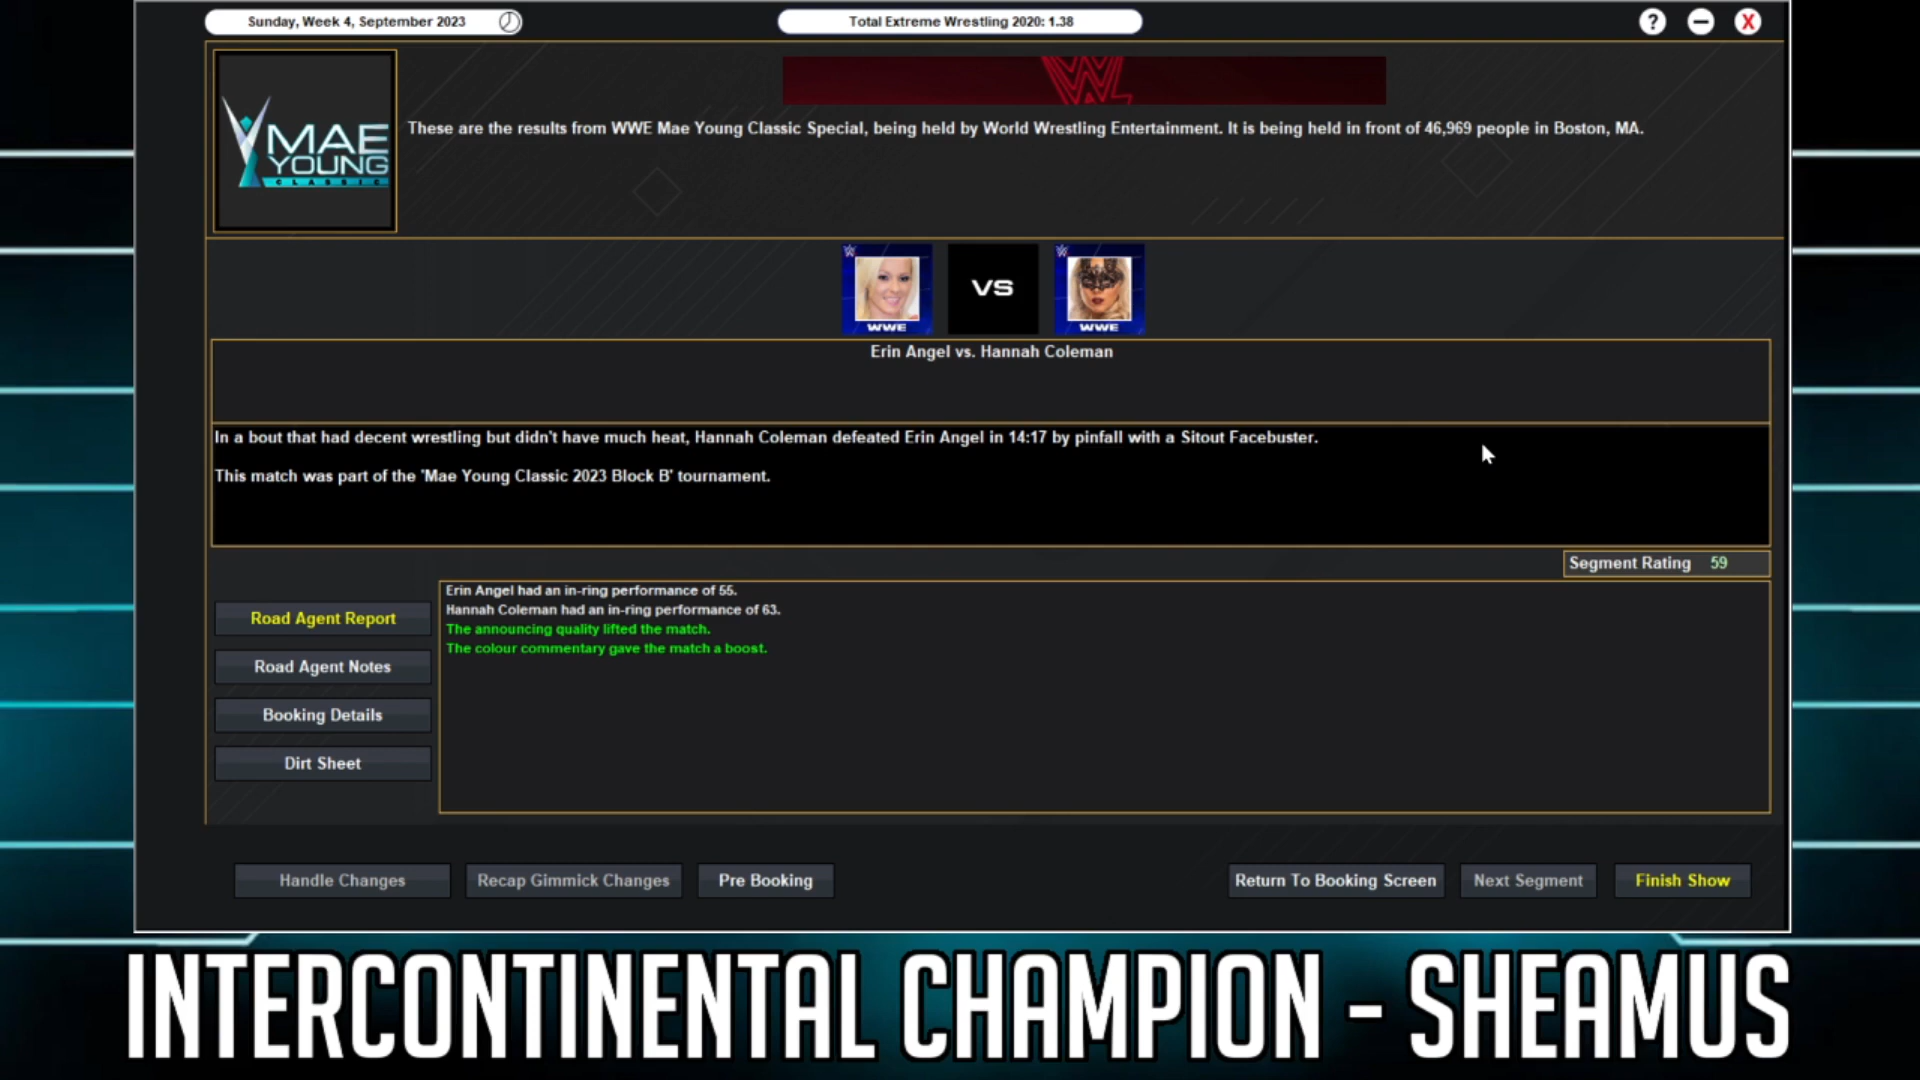 Sunday, Week 4, September 2023
Total Extreme Wrestling 2020: 1.38
?
X
MAE
YOUNG
CLASSIC
These are the results from WWE Mae Young Classic Special, being held by World Wrestling Entertainment. It is being held in front of 46,969 people in Boston, MA.
WWE
VS
WWE
Erin Angel vs. Hannah Coleman
In a bout that had decent wrestling but didn't have much heat, Hannah Coleman defeated Erin Angel in 14:17 by pinfall with a Sitout Facebuster.
This match was part of the 'Mae Young Classic 2023 Block B' tournament.
Segment Rating 59
Erin Angel had an in-ring performance of 55.
Hannah Coleman had an in-ring performance of 63.
The announcing quality lifted the match.
The colour commentary gave the match a boost.
Road Agent Report
Road Agent Notes
Booking Details
Dirt Sheet
Handle Changes
Recap Gimmick Changes
Pre Booking
Return To Booking Screen
Next Segment
Finish Show
INTERCONTINENTAL CHAMPION - SHEAMUS